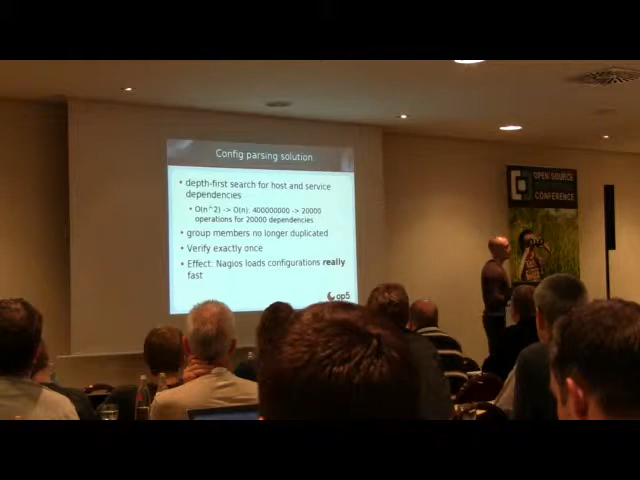 Config parsing solution
• depth-first search for host and service
dependencies
• O(n^2) -> O(n): 400000000 -> 20000
operations for 20000 dependencies
• group members no longer duplicated
• Verify exactly once
• Effect: Nagios loads configurations really
fast
op5
OPEN SOURCE
CONFERENCE